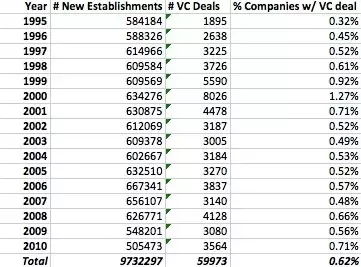 Year # New Establishments # VC Deals % Companies w/ VC deal
1995 584184 1895 0.32%
1996 588326 2638 0.45%
1997 614966 3225 0.52%
1998 609584 3726 0.61%
1999 609569 5590 0.92%
2000 634276 8026 1.27%
2001 630875 4478 0.71%
2002 612069 3187 0.52%
2003 609378 3005 0.49%
2004 602667 3184 0.53%
2005 632510 3270 0.52%
2006 667341 3837 0.57%
2007 656107 3140 0.48%
2008 626771 4128 0.66%
2009 548201 3080 0.56%
2010 505473 3564 0.71%
Total 9732297 59973 0.62%